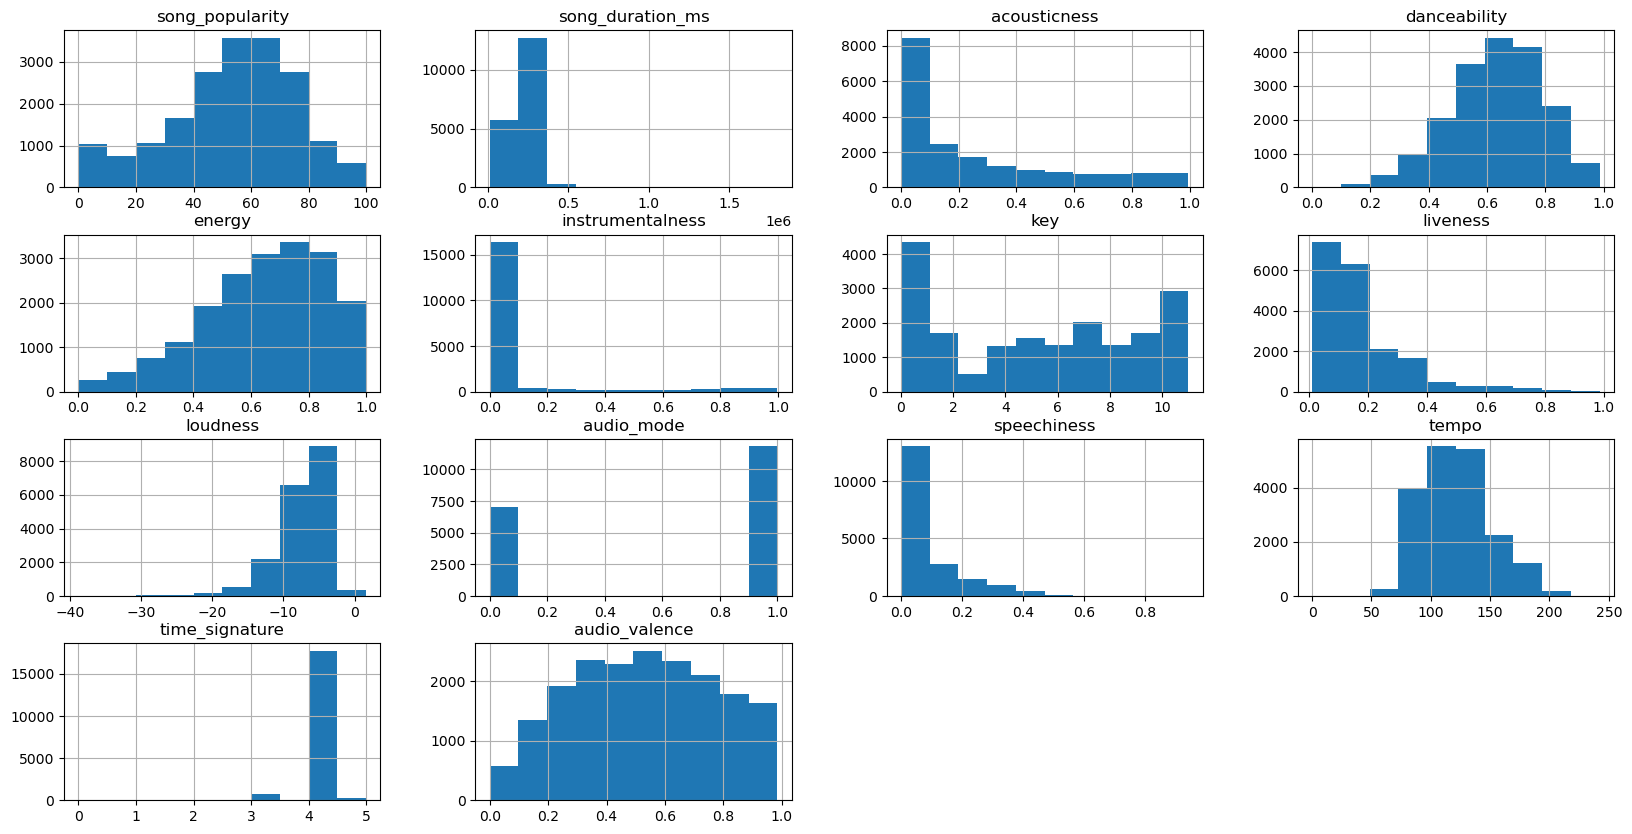 song_popularity
3000
2000
1000
0
0 20 40 60 80 100
song_duration_ms
10000
5000
0
0.0 0.5 1.0 1.5
1e6
acousticness
8000
6000
4000
2000
0
0.0 0.2 0.4 0.6 0.8 1.0
danceability
4000
3000
2000
1000
0
0.0 0.2 0.4 0.6 0.8 1.0
energy
3000
2000
1000
0
0.0 0.2 0.4 0.6 0.8 1.0
instrumentalness
15000
10000
5000
0
0.0 0.2 0.4 0.6 0.8 1.0
key
4000
3000
2000
1000
0
0 2 4 6 8 10
liveness
6000
4000
2000
0
0.0 0.2 0.4 0.6 0.8 1.0
loudness
8000
6000
4000
2000
0
−40 −30 −20 −10 0
audio_mode
10000
7500
5000
2500
0
0.0 0.2 0.4 0.6 0.8 1.0
speechiness
10000
5000
0
0.0 0.2 0.4 0.6 0.8
tempo
4000
2000
0
0 50 100 150 200 250
time_signature
15000
10000
5000
0
0 1 2 3 4 5
audio_valence
2000
1000
0
0.0 0.2 0.4 0.6 0.8 1.0